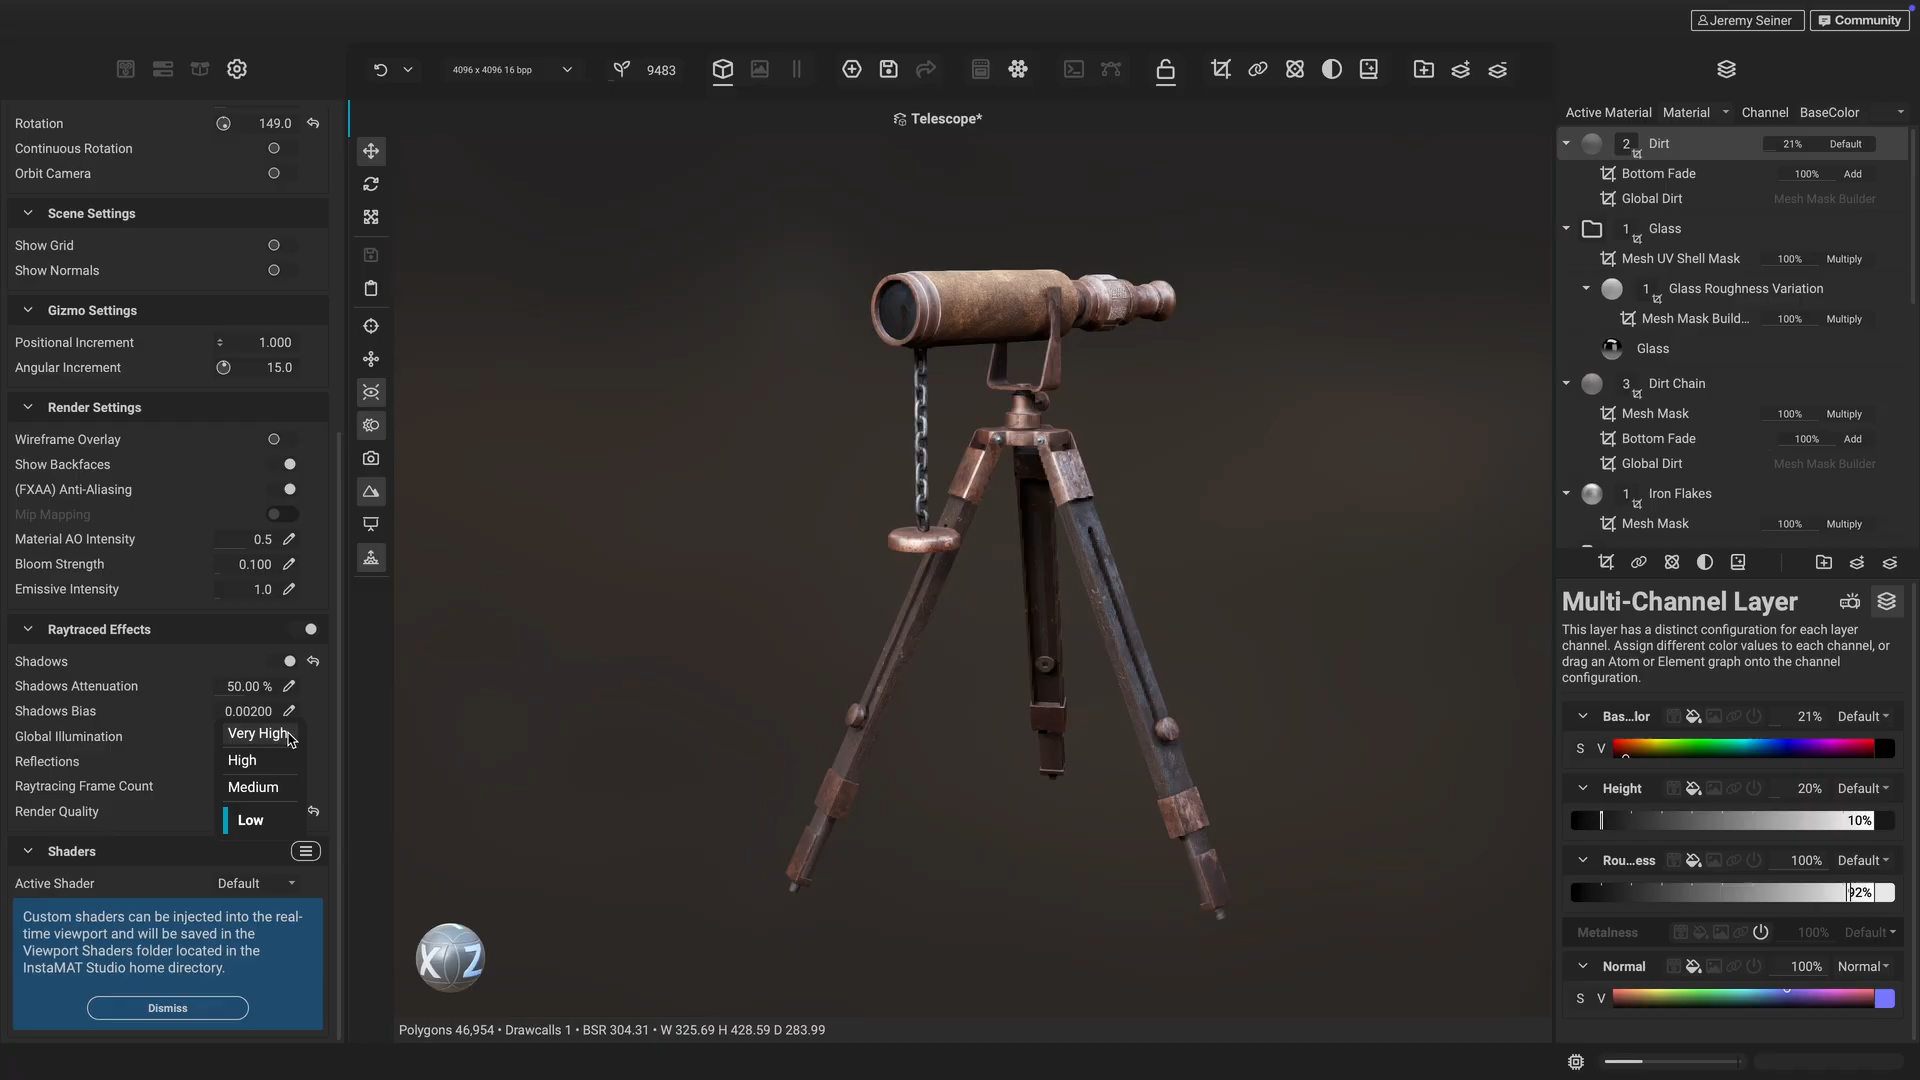 Jeremy Seiner
Community
4096 x 4096 16 bpp
9483
Telescope*
Rotation 149.0
Continuous Rotation
Orbit Camera
Scene Settings
Show Grid
Show Normals
Gizmo Settings
Positional Increment 1.000
Angular Increment 15.0
Render Settings
Wireframe Overlay
Show Backfaces
(FXAA) Anti-Aliasing
Mip Mapping
Material AO Intensity 0.5
Bloom Strength 0.100
Emissive Intensity 1.0
Raytraced Effects
Shadows
Shadows Attenuation 50.00 %
Shadows Bias 0.00200
Global Illumination
Reflections
Raytracing Frame Count
Render Quality
Very High
High
Medium
Low
Shaders
Active Shader Default
Custom shaders can be injected into the real-
time viewport and will be saved in the
Viewport Shaders folder located in the
InstaMAT Studio home directory.
Dismiss
X Z
Polygons 46,954 • Drawcalls 1 • BSR 304.31 • W 325.69 H 428.59 D 283.99
Active Material Material Channel BaseColor
2 Dirt 21% Default
Bottom Fade 100% Add
Global Dirt Mesh Mask Builder
1 Glass
Mesh UV Shell Mask 100% Multiply
1 Glass Roughness Variation
Mesh Mask Build... 100% Multiply
Glass
3 Dirt Chain
Mesh Mask 100% Multiply
Bottom Fade 100% Add
Global Dirt Mesh Mask Builder
1 Iron Flakes
Mesh Mask 100% Multiply
Multi-Channel Layer
This layer has a distinct configuration for each layer
channel. Assign different color values to each channel, or
drag an Atom or Element graph onto the channel
configuration.
Bas...lor 21% Default
S V
Height 20% Default
10%
Rou...ess 100% Default
92%
Metalness 100% Default
Normal 100% Normal
S V